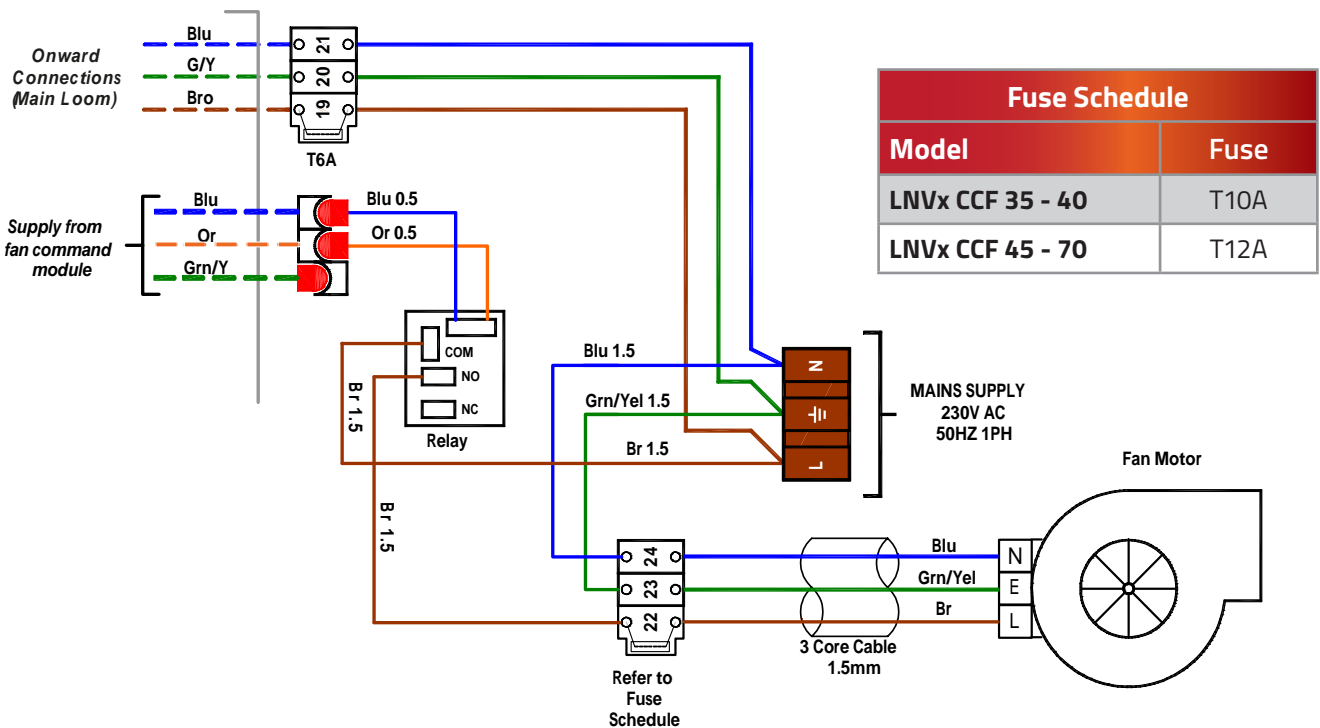 Onward
Connections
(Main Loom)
Blu
G/Y
Bro
21
20
19
T6A
Supply from
fan command
module
Blu
Or
Grn/Y
Blu 0.5
Or 0.5
COM
NO
NC
Relay
Br 1.5
Br 1.5
Blu 1.5
Grn/Yel 1.5
Br 1.5
N
L
MAINS SUPPLY
230V AC
50HZ 1PH
Fuse Schedule
Model Fuse
LNVx CCF 35 - 40 T10A
LNVx CCF 45 - 70 T12A
24
23
22
Refer to
Fuse
Schedule
Blu
Grn/Yel
Br
3 Core Cable
1.5mm
N
E
L
Fan Motor